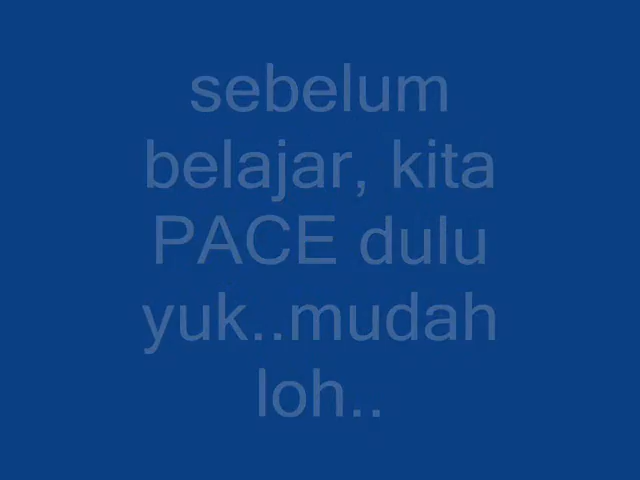 sebelum
belajar, kita
PACE dulu
yuk..mudah
loh..